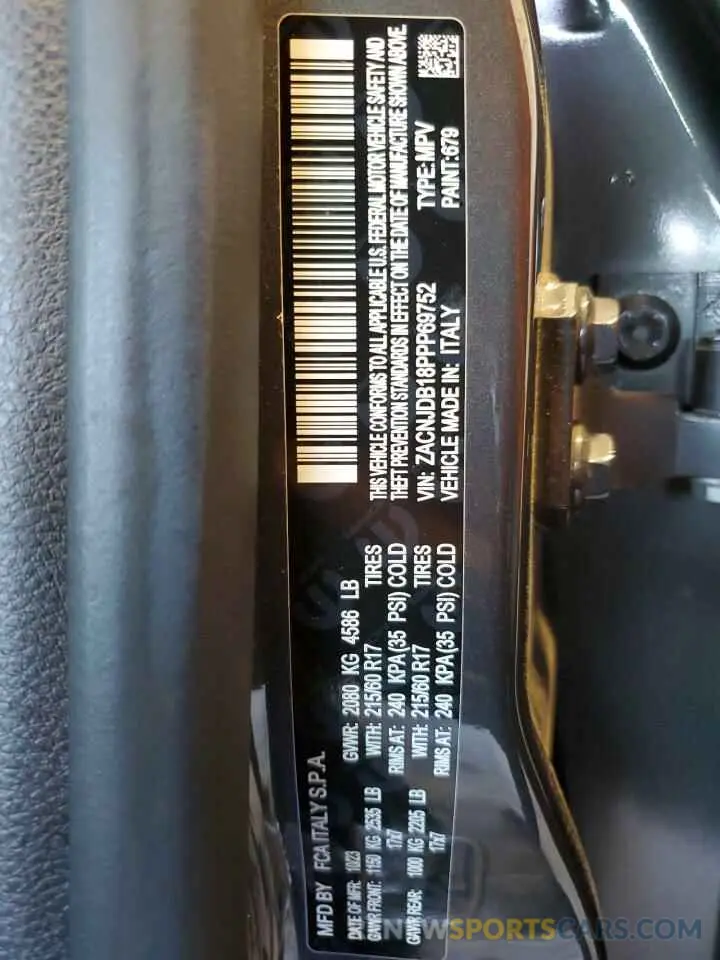 MFD BY FCA ITALY S.P.A.
DATE OF MFR: 10/23 GVWR: 2080 KG 4586 LB
GAWR FRONT: 1150 KG 2535 LB WITH: 215/60 R17 TIRES
17x7 RIMS AT: 240 KPA(35 PSI) COLD
GAWR REAR: 1000 KG 2205 LB WITH: 215/60 R17 TIRES
17x7 RIMS AT: 240 KPA(35 PSI) COLD
THIS VEHICLE CONFORMS TO ALL APPLICABLE U.S. FEDERAL MOTOR VEHICLE SAFETY AND
THEFT PREVENTION STANDARDS IN EFFECT ON THE DATE OF MANUFACTURE SHOWN ABOVE.
VIN: ZACNJDB18PPP69752 TYPE: MPV
VEHICLE MADE IN: ITALY PAINT: 679
NEWSPORTSCARS.COM